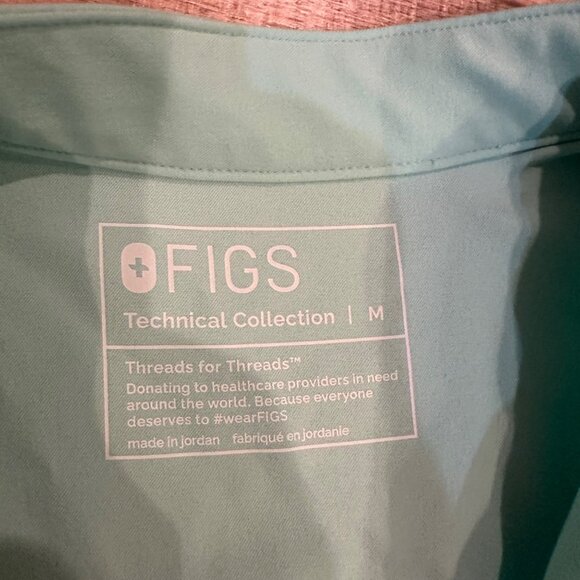 FIGS
Technical Collection | M
Threads for Threads™
Donating to healthcare providers in need
around the world. Because everyone
deserves to #wearFIGS
made in jordan fabriqué en jordanie